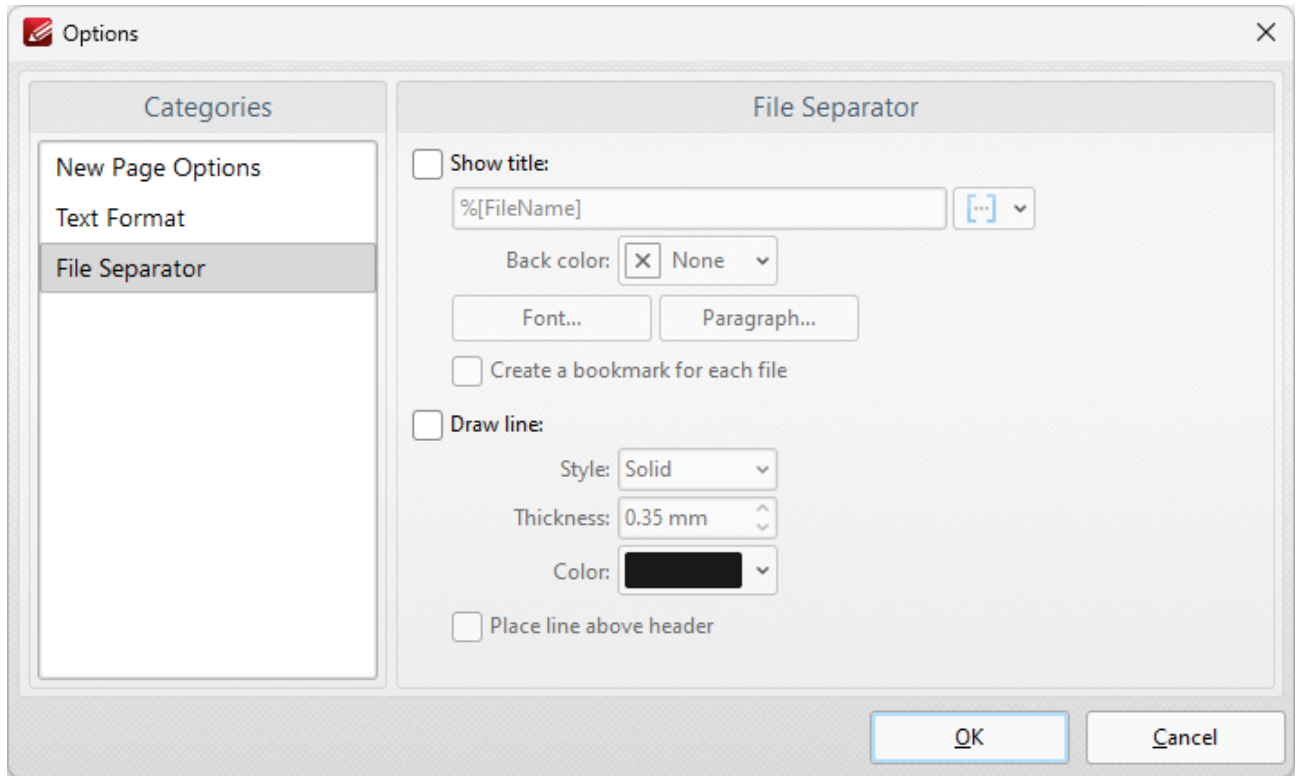 Options
Categories
File Separator
New Page Options
Text Format
File Separator
Show title:
%[FileName]
Back color: None
Font... Paragraph...
Create a bookmark for each file
Draw line:
Style: Solid
Thickness: 0.35 mm
Color:
Place line above header
OK Cancel